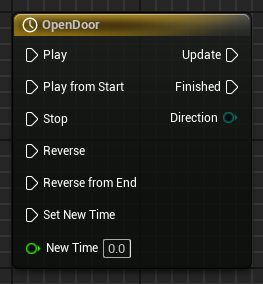 OpenDoor
Play Update
Play from Start Finished
Stop Direction
Reverse
Reverse from End
Set New Time
New Time 0.0